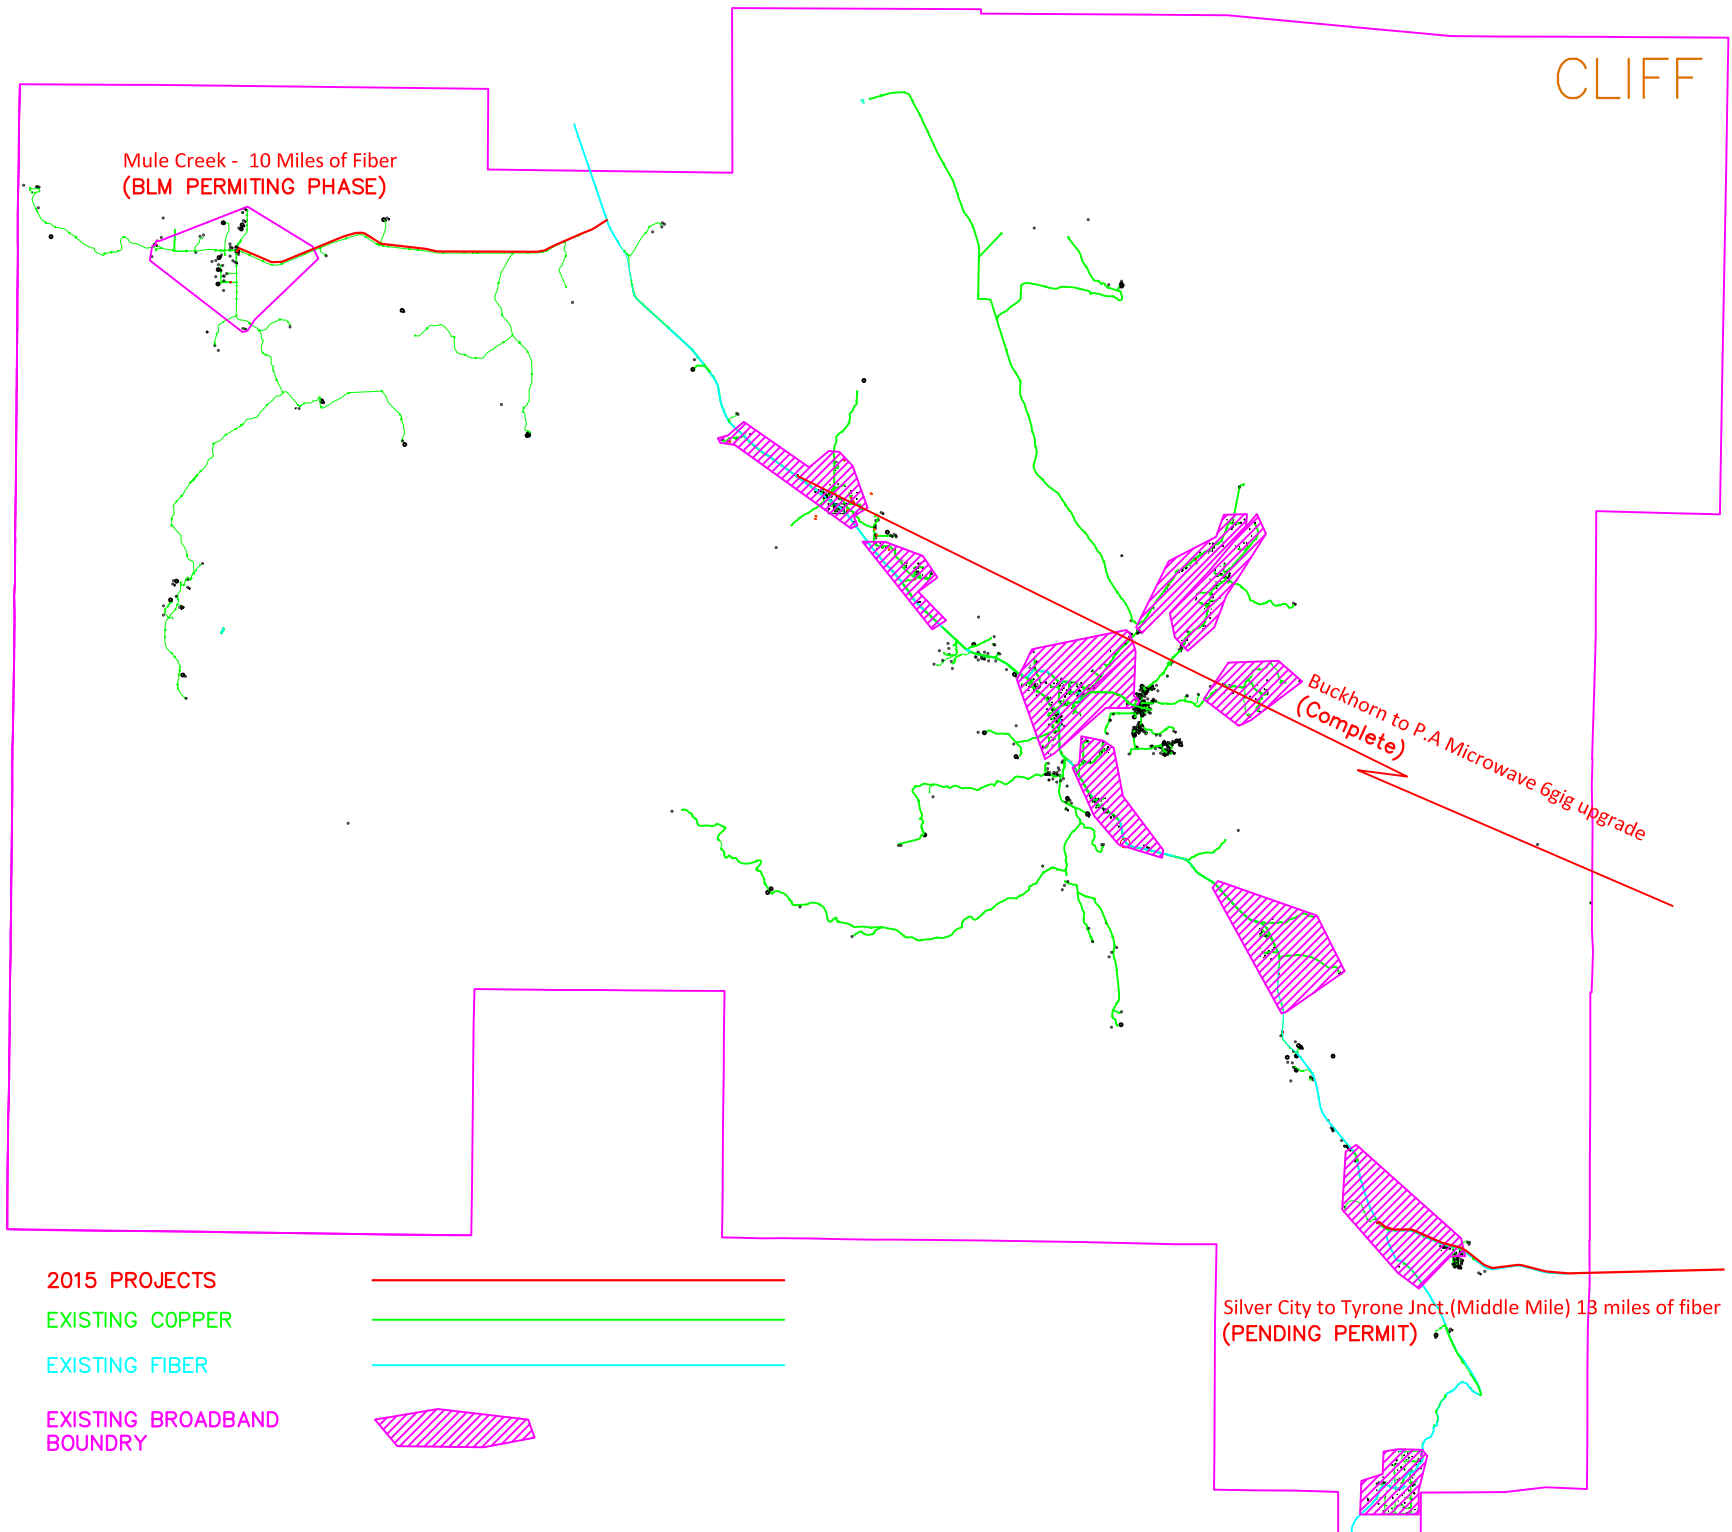 CLIFF
Mule Creek - 10 Miles of Fiber
(BLM PERMITING PHASE)
Buckhorn to P.A Microwave 6gig upgrade
(Complete)
2015 PROJECTS
EXISTING COPPER
EXISTING FIBER
EXISTING BROADBAND
BOUNDRY
Silver City to Tyrone Jnct.(Middle Mile) 13 miles of fiber
(PENDING PERMIT)